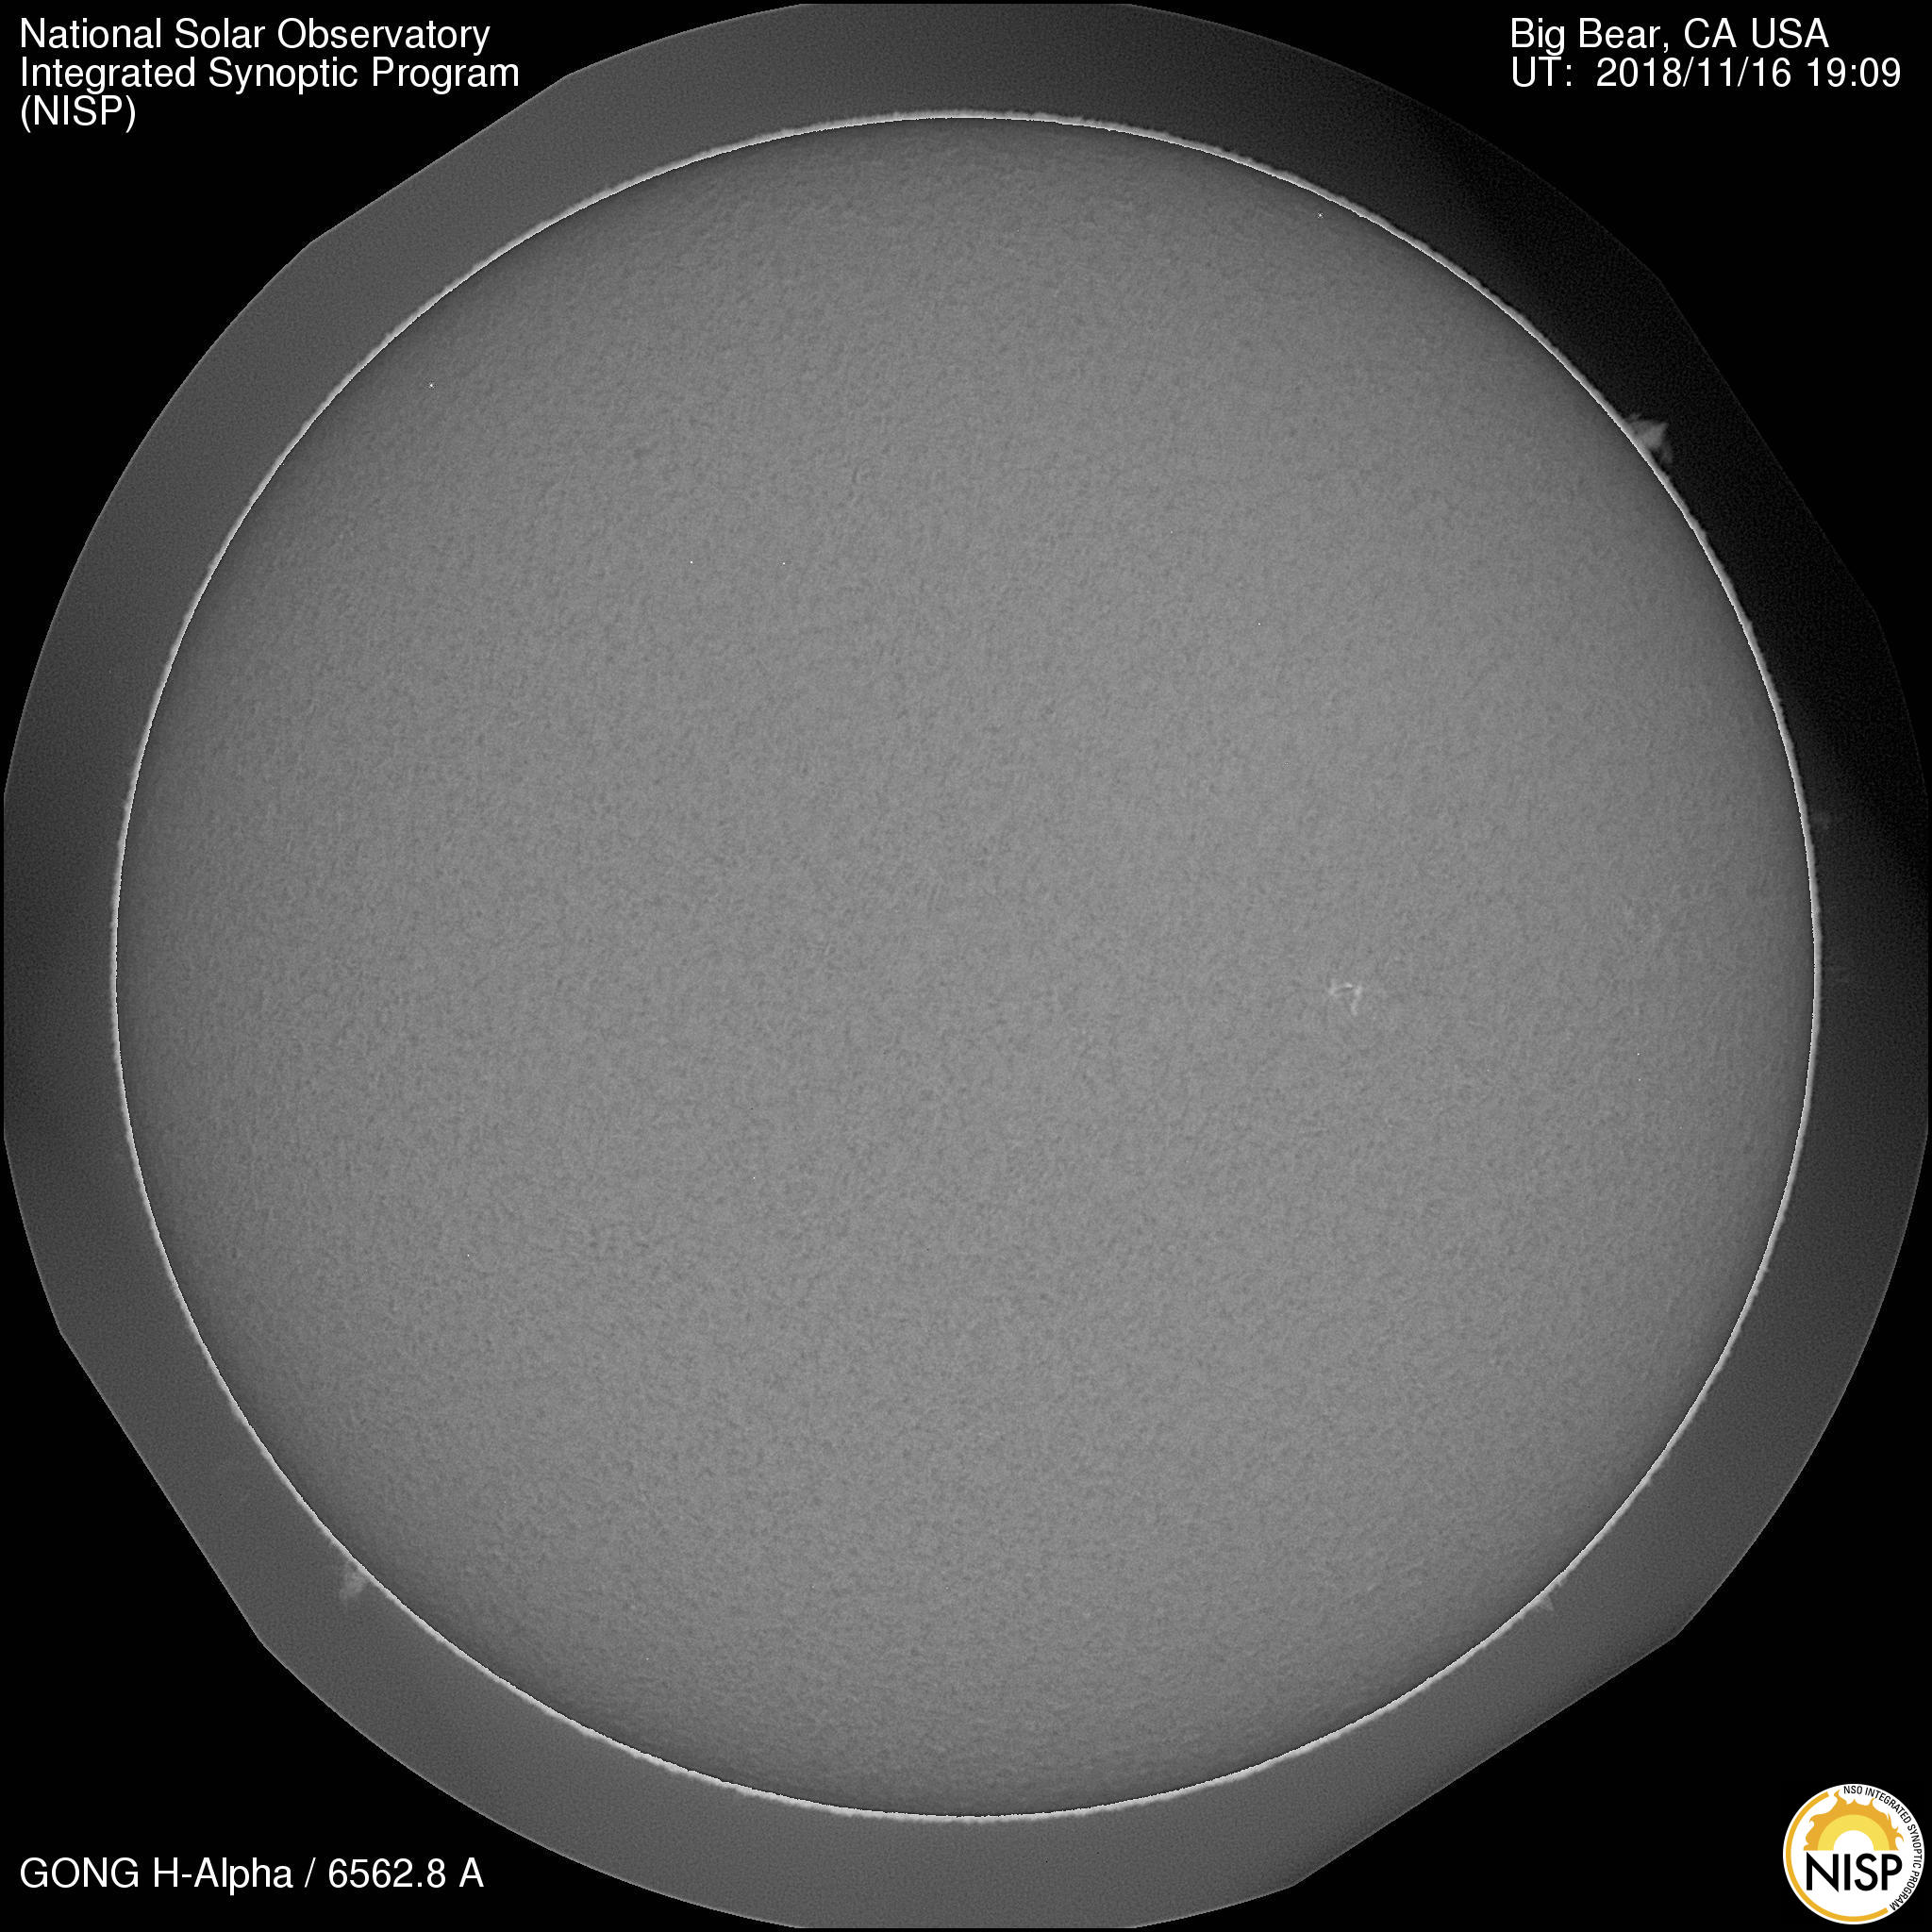 National Solar Observatory
Integrated Synoptic Program
(NISP)
Big Bear, CA USA
UT: 2018/11/16 19:09
GONG H-Alpha / 6562.8 A
NSO INTEGRATED SYNOPTIC PROGRAM
NISP